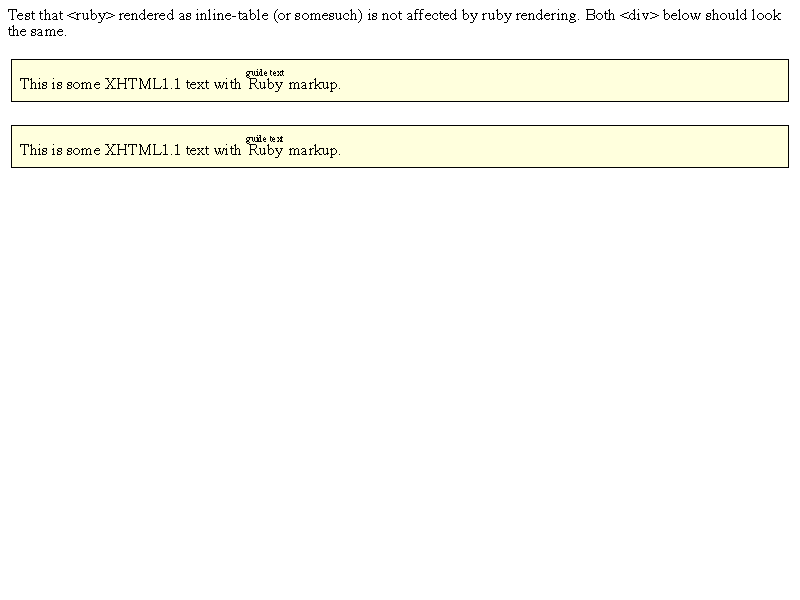 Test that <ruby> rendered as inline-table (or somesuch) is not affected by ruby rendering. Both <div> below should look
the same.
guide text
This is some XHTML1.1 text with Ruby markup.
guide text
This is some XHTML1.1 text with Ruby markup.